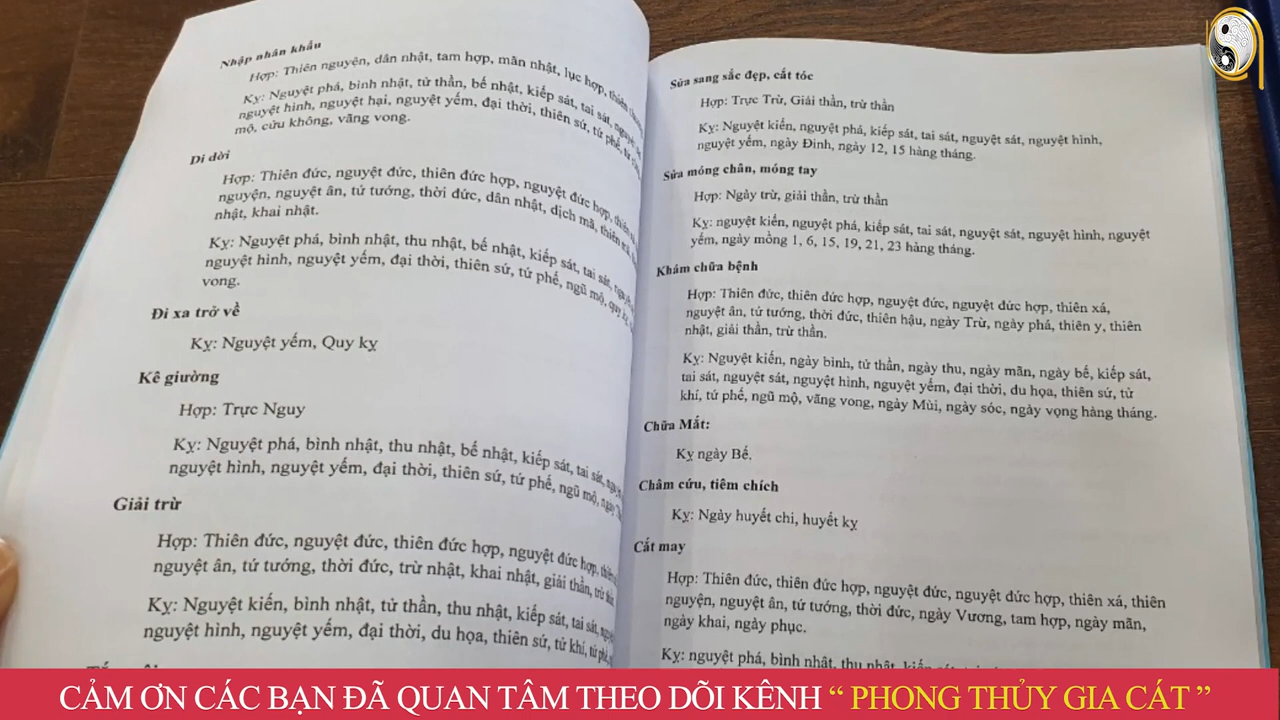 Nhập nhân khẩu
Hợp: Thiên nguyện, dân nhật, tam hợp, mãn nhật, lục hợp,
Kỵ: Nguyệt phá, bình nhật, tử thần, bế nhật, kiếp sát, tai sát,
nguyệt hình, nguyệt hại, nguyệt yếm, đại thời, thiên sứ, tứ phế,
mộ, cửu không, vãng vong.
Di dời
Hợp: Thiên đức, nguyệt đức, thiên đức hợp, nguyệt đức hợp,
nguyện, nguyệt ân, tứ tướng, thời đức, dân nhật, dịch mã,
nhật, khai nhật.
Kỵ: Nguyệt phá, bình nhật, thu nhật, bế nhật, kiếp sát, tai sát,
nguyệt hình, nguyệt yếm, đại thời, thiên sứ, tứ phế, ngũ mộ,
vong.
Đi xa trở về
Kỵ: Nguyệt yếm, Quy kỵ
Kê giường
Hợp: Trực Nguy
Kỵ: Nguyệt phá, bình nhật, thu nhật, bế nhật, kiếp sát, tai sát,
nguyệt hình, nguyệt yếm, đại thời, thiên sứ, tứ phế, ngũ mộ,
Giải trừ
Hợp: Thiên đức, nguyệt đức, thiên đức hợp, nguyệt đức hợp,
nguyệt ân, tứ tướng, thời đức, trừ nhật, khai nhật, giải thần,
Kỵ: Nguyệt kiến, bình nhật, tử thần, thu nhật, kiếp sát, tai sát,
nguyệt hình, nguyệt yếm, đại thời, du họa, thiên sứ, tử khí,
Sửa sang sắc đẹp, cắt tóc
Hợp: Trực Trừ, Giải thần, trừ thần
Kỵ: Nguyệt kiến, nguyệt phá, kiếp sát, tai sát, nguyệt sát, nguyệt hình,
nguyệt yếm, ngày Đinh, ngày 12, 15 hàng tháng.
Sửa móng chân, móng tay
Hợp: Ngày trừ, giải thần, trừ thần
Kỵ: nguyệt kiến, nguyệt phá, kiếp sát, tai sát, nguyệt sát, nguyệt hình, nguyệt
yếm, ngày mồng 1, 6, 15, 19, 21, 23 hàng tháng.
Khám chữa bệnh
Hợp: Thiên đức, thiên đức hợp, nguyệt đức, nguyệt đức hợp, thiên xá,
nguyệt ân, tứ tướng, thời đức, thiên hậu, ngày Trừ, ngày phá, thiên y, thiên
nhật, giải thần, trừ thần.
Kỵ: Nguyệt kiến, ngày bình, tử thần, ngày thu, ngày mãn, ngày bế, kiếp sát,
tai sát, nguyệt sát, nguyệt hình, nguyệt yếm, đại thời, du họa, thiên sứ, tử
khí, tứ phế, ngũ mộ, vãng vong, ngày Mùi, ngày sóc, ngày vọng hàng tháng.
Chữa Mắt:
Kỵ ngày Bế.
Châm cứu, tiêm chích
Kỵ: Ngày huyết chi, huyết kỵ
Cắt may
Hợp: Thiên đức, thiên đức hợp, nguyệt đức, nguyệt đức hợp, thiên xá, thiên
nguyện, nguyệt ân, tứ tướng, thời đức, ngày Vương, tam hợp, ngày mãn,
ngày khai, ngày phục.
Kỵ: nguyệt phá, bình nhật, thu nhật,
CẢM ƠN CÁC BẠN ĐÃ QUAN TÂM THEO DÕI KÊNH “ PHONG THỦY GIA CÁT ”